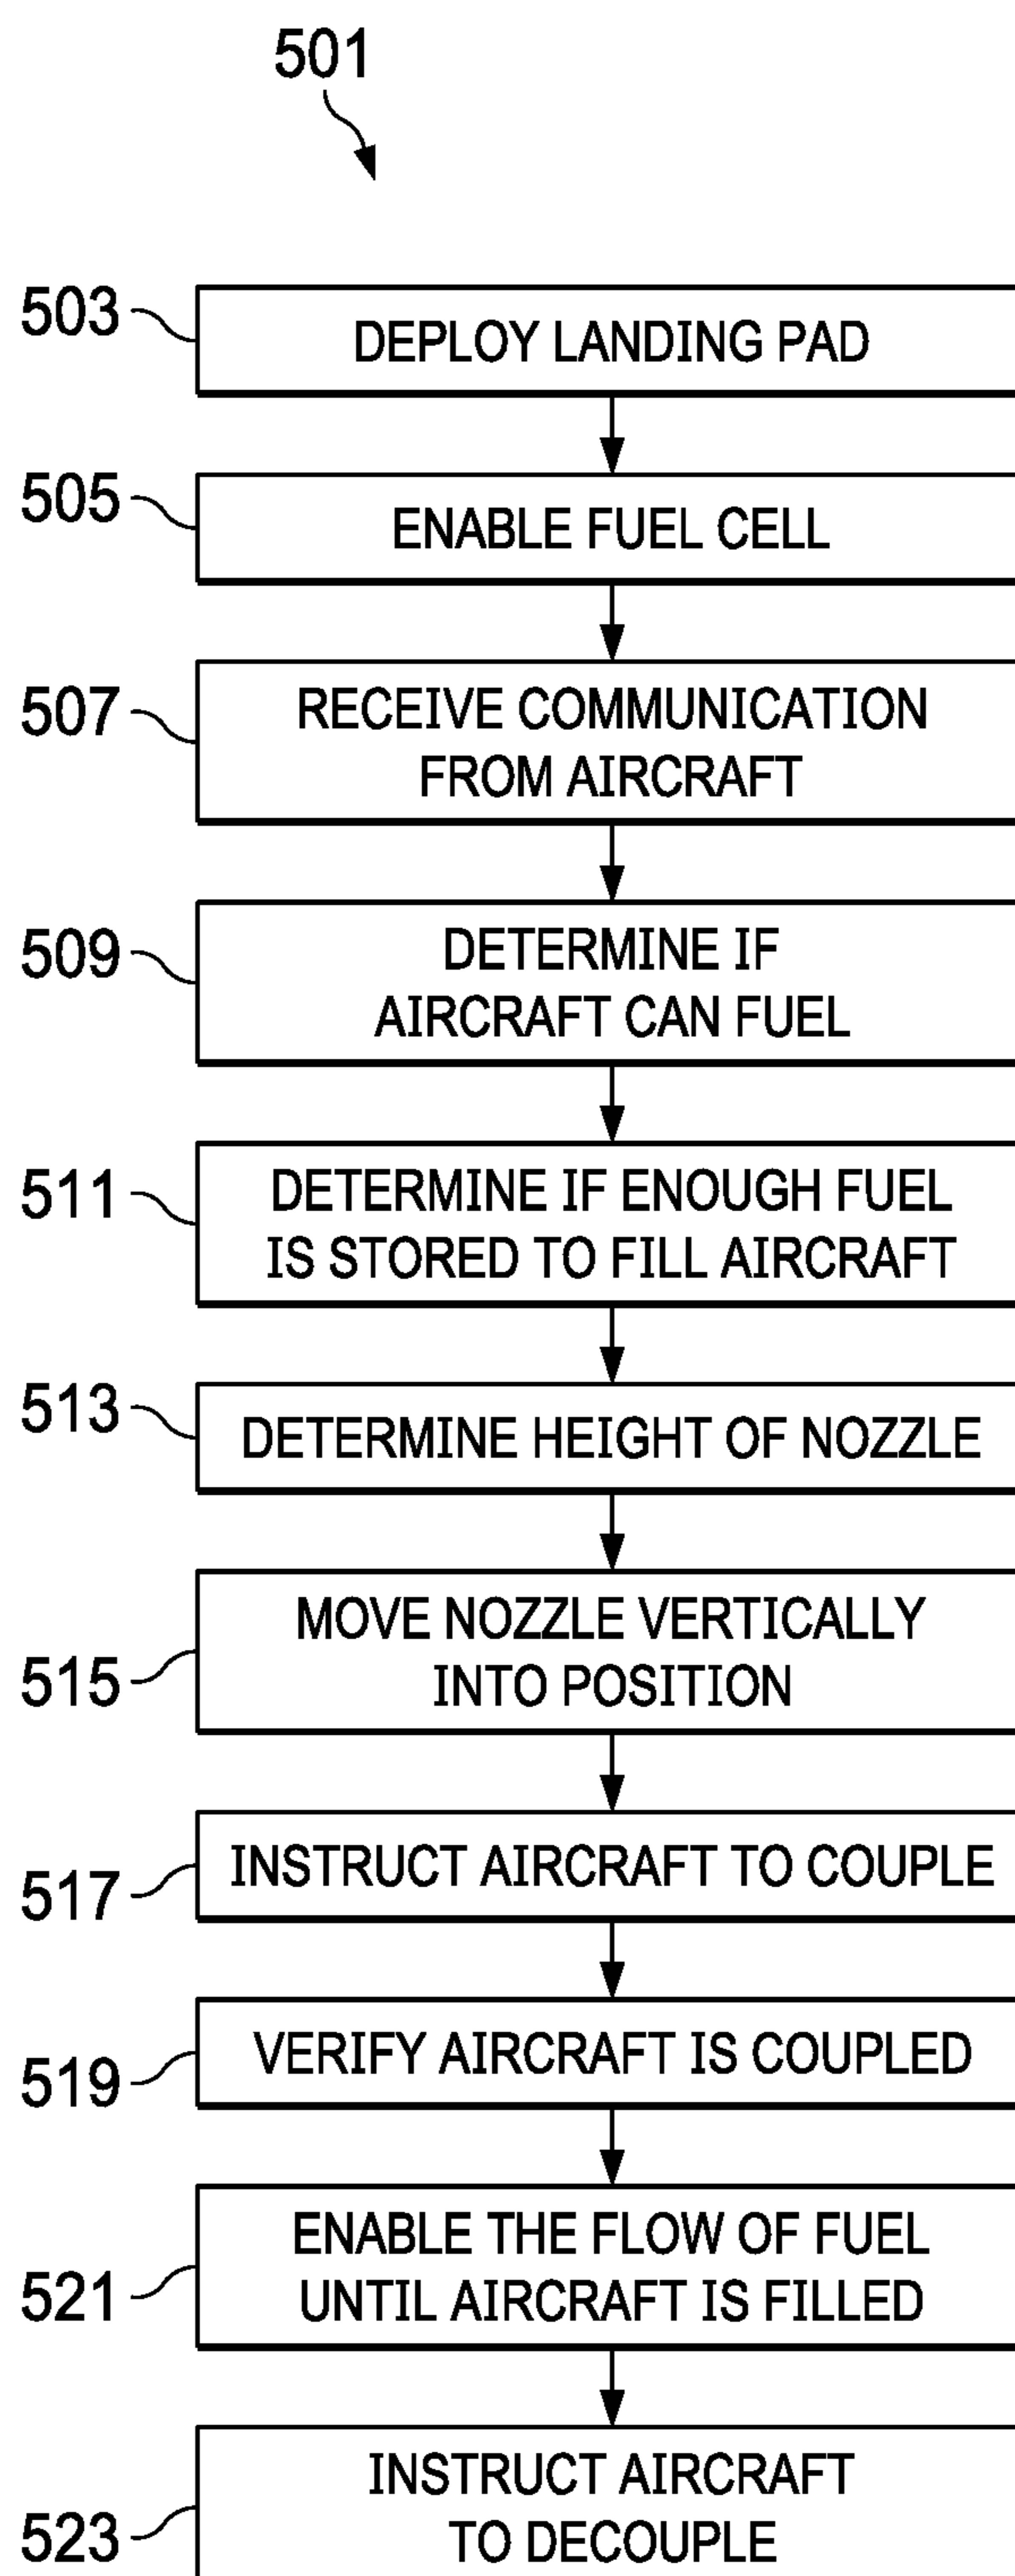 501
503
DEPLOY LANDING PAD
505
ENABLE FUEL CELL
507
RECEIVE COMMUNICATION
FROM AIRCRAFT
509
DETERMINE IF
AIRCRAFT CAN FUEL
511
DETERMINE IF ENOUGH FUEL
IS STORED TO FILL AIRCRAFT
513
DETERMINE HEIGHT OF NOZZLE
515
MOVE NOZZLE VERTICALLY
INTO POSITION
517
INSTRUCT AIRCRAFT TO COUPLE
519
VERIFY AIRCRAFT IS COUPLED
521
ENABLE THE FLOW OF FUEL
UNTIL AIRCRAFT IS FILLED
523
INSTRUCT AIRCRAFT
TO DECOUPLE